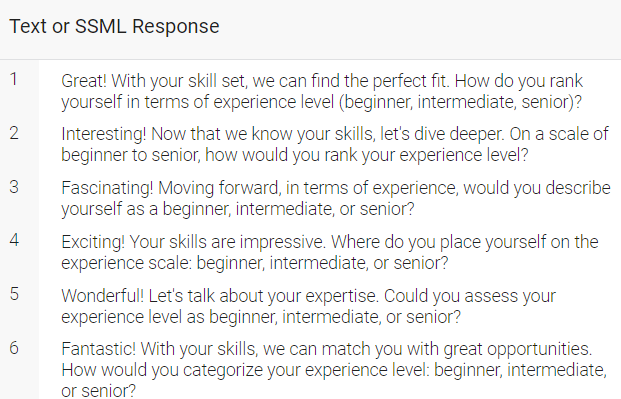 Text or SSML Response
1 Great! With your skill set, we can find the perfect fit. How do you rank
yourself in terms of experience level (beginner, intermediate, senior)?
2 Interesting! Now that we know your skills, let's dive deeper. On a scale of
beginner to senior, how would you rank your experience level?
3 Fascinating! Moving forward, in terms of experience, would you describe
yourself as a beginner, intermediate, or senior?
4 Exciting! Your skills are impressive. Where do you place yourself on the
experience scale: beginner, intermediate, or senior?
5 Wonderful! Let's talk about your expertise. Could you assess your
experience level as beginner, intermediate, or senior?
6 Fantastic! With your skills, we can match you with great opportunities.
How would you categorize your experience level: beginner, intermediate,
or senior?